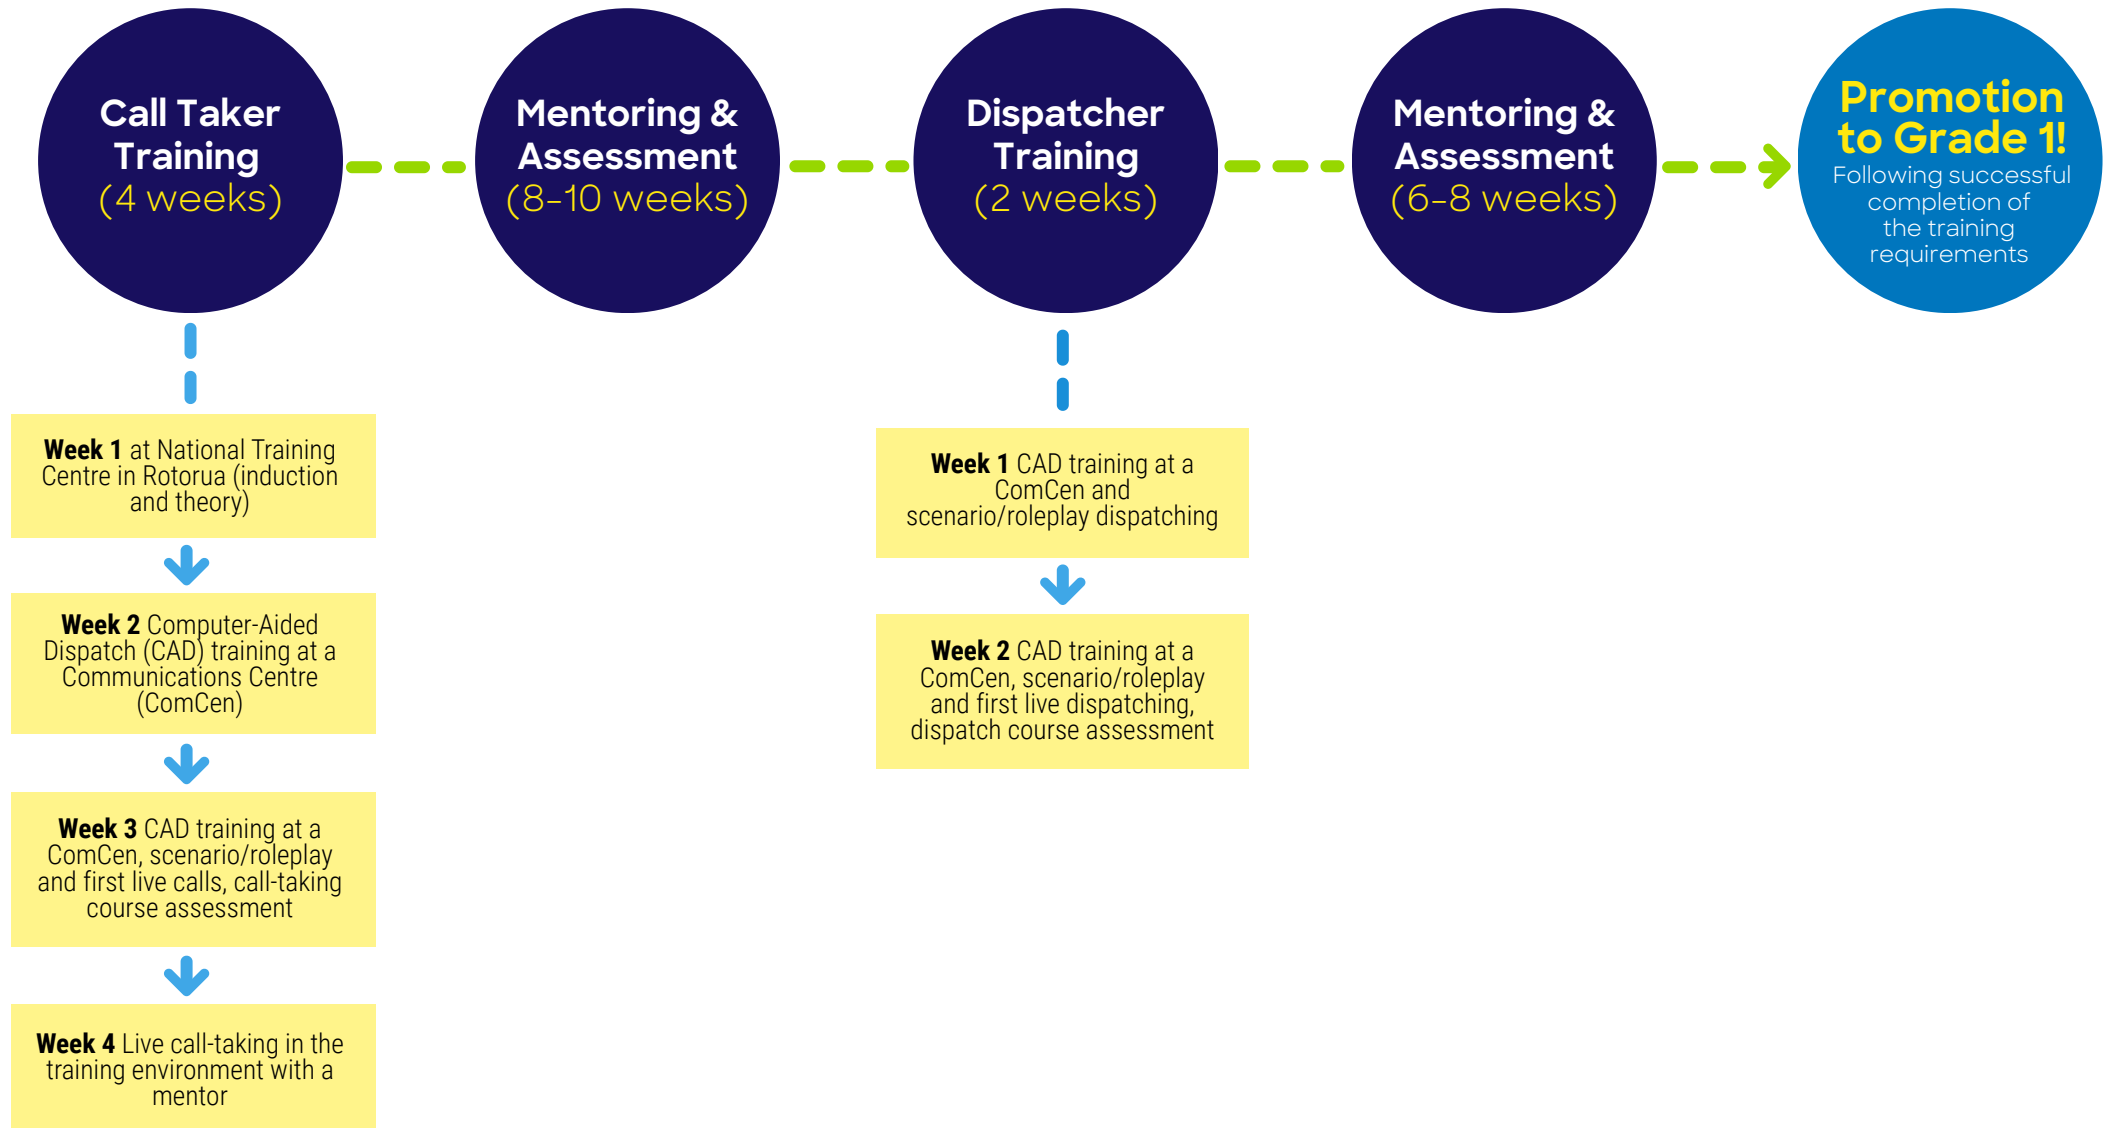 Call Taker
Training
(4 weeks)
Mentoring &
Assessment
(8-10 weeks)
Dispatcher
Training
(2 weeks)
Mentoring &
Assessment
(6-8 weeks)
Promotion
to Grade 1!
Following successful
completion of
the training
requirements
Week 1 at National Training
Centre in Rotorua (induction
and theory)
Week 2 Computer-Aided
Dispatch (CAD) training at a
Communications Centre
(ComCen)
Week 3 CAD training at a
ComCen, scenario/roleplay
and first live calls, call-taking
course assessment
Week 4 Live call-taking in the
training environment with a
mentor
Week 1 CAD training at a
ComCen and
scenario/roleplay dispatching
Week 2 CAD training at a
ComCen, scenario/roleplay
and first live dispatching,
dispatch course assessment